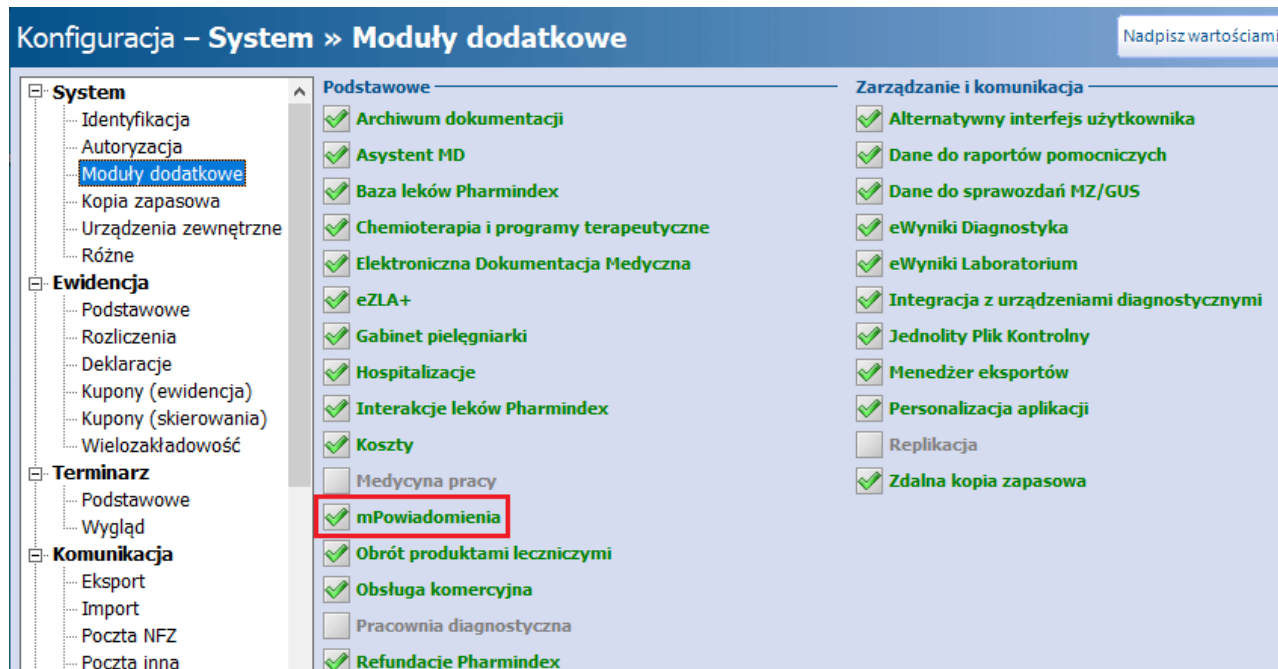 Konfiguracja – System » Moduły dodatkowe
Nadpisz wartościami
System
Identyfikacja
Autoryzacja
Moduły dodatkowe
Kopia zapasowa
Urządzenia zewnętrzne
Różne
Ewidencja
Podstawowe
Rozliczenia
Deklaracje
Kupony (ewidencja)
Kupony (skierowania)
Wielozakładowość
Terminarz
Podstawowe
Wygląd
Komunikacja
Eksport
Import
Poczta NFZ
Poczta inna
Podstawowe
Archiwum dokumentacji
Asystent MD
Baza leków Pharmindex
Chemioterapia i programy terapeutyczne
Elektroniczna Dokumentacja Medyczna
eZLA+
Gabinet pielęgniarki
Hospitalizacje
Interakcje leków Pharmindex
Koszty
Medycyna pracy
mPowiadomienia
Obrót produktami leczniczymi
Obsługa komercyjna
Pracownia diagnostyczna
Refundacje Pharmindex
Zarządzanie i komunikacja
Alternatywny interfejs użytkownika
Dane do raportów pomocniczych
Dane do sprawozdań MZ/GUS
eWyniki Diagnostyka
eWyniki Laboratorium
Integracja z urządzeniami diagnostycznymi
Jednolity Plik Kontrolny
Menedżer eksportów
Personalizacja aplikacji
Replikacja
Zdalna kopia zapasowa